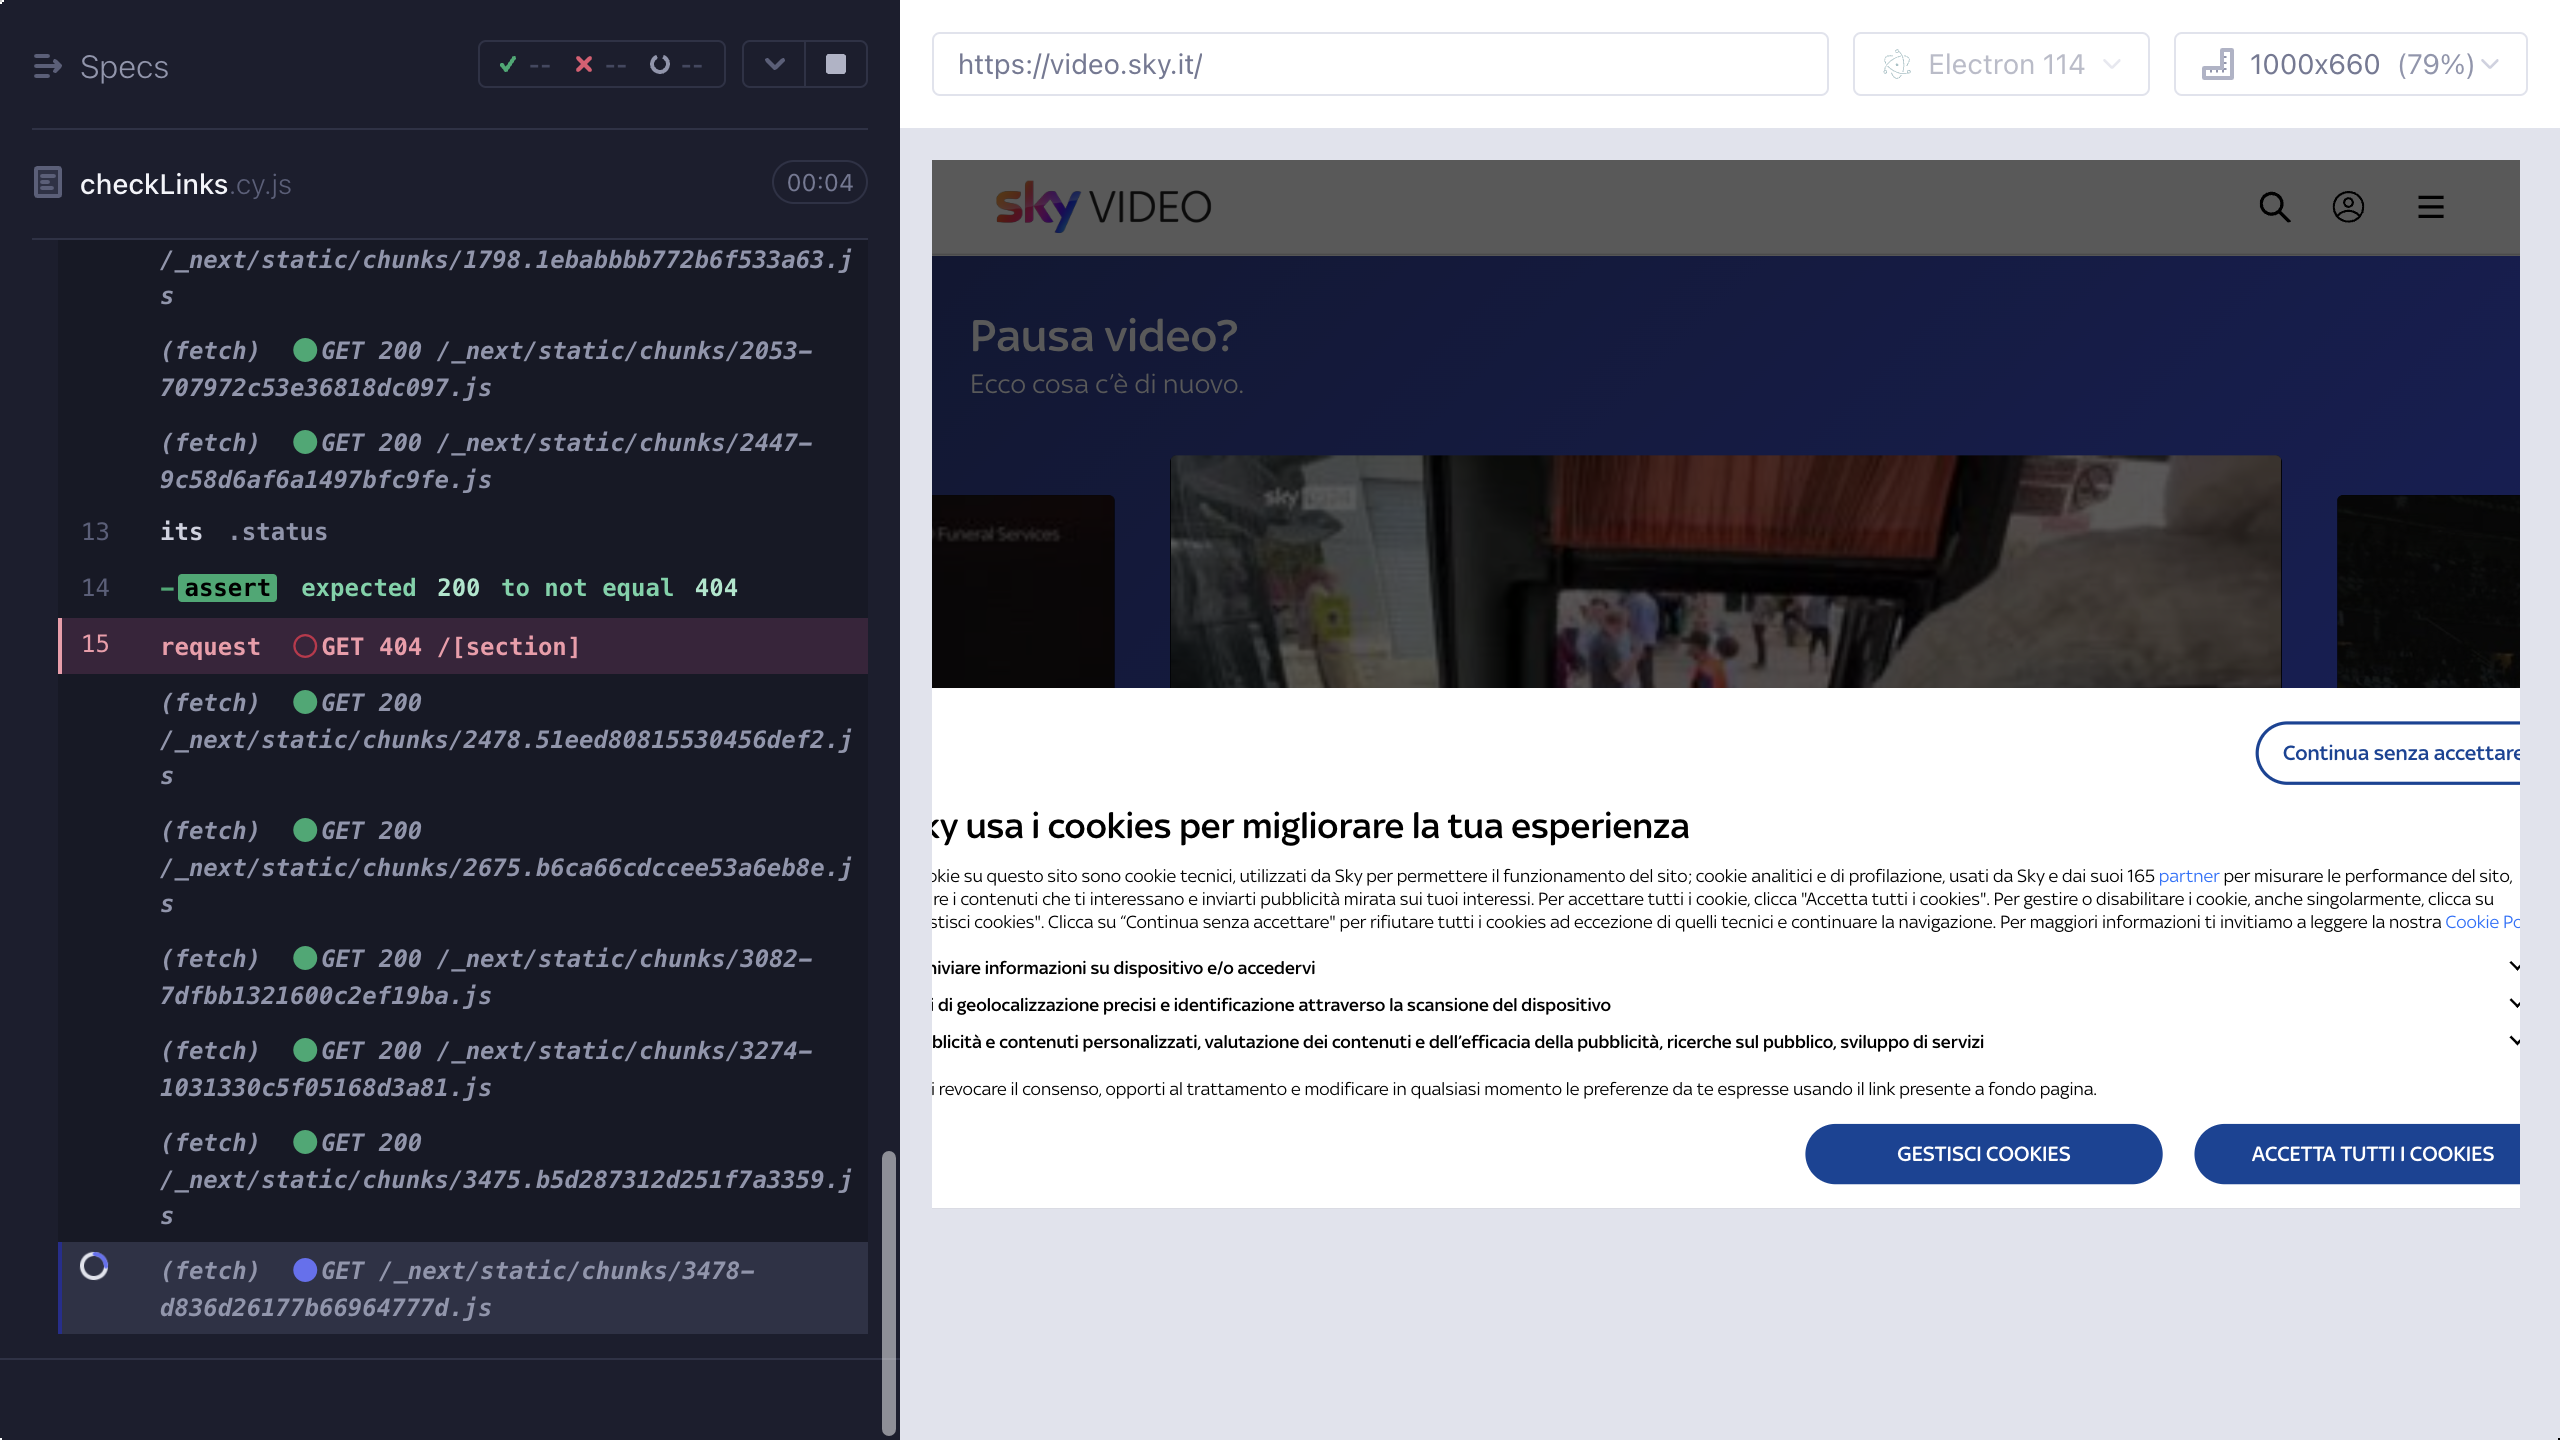 Specs
-- -- --
checkLinks.cy.js
00:04
/_next/static/chunks/1798.1ebabbbb772b6f533a63.j
s
(fetch) GET 200 /_next/static/chunks/2053-
707972c53e36818dc097.js
(fetch) GET 200 /_next/static/chunks/2447-
9c58d6af6a1497bfc9fe.js
13 its .status
14 -assert expected 200 to not equal 404
15 request GET 404 /[section]
(fetch) GET 200
/_next/static/chunks/2478.51eed80815530456def2.j
s
(fetch) GET 200
/_next/static/chunks/2675.b6ca66cdccee53a6eb8e.j
s
(fetch) GET 200 /_next/static/chunks/3082-
7dfbb1321600c2ef19ba.js
(fetch) GET 200 /_next/static/chunks/3274-
1031330c5f05168d3a81.js
(fetch) GET 200
/_next/static/chunks/3475.b5d287312d251f7a3359.j
s
(fetch) GET /_next/static/chunks/3478-
d836d26177b66964777d.js
https://video.sky.it/
Electron 114
1000x660 (79%)
sky VIDEO
Pausa video?
Ecco cosa c’è di nuovo.
Funeral Services
sky
Continua senza accettare
ky usa i cookies per migliorare la tua esperienza
okie su questo sito sono cookie tecnici, utilizzati da Sky per permettere il funzionamento del sito; cookie analitici e di profilazione, usati da Sky e dai suoi 165 partner per misurare le performance del sito,
re i contenuti che ti interessano e inviarti pubblicità mirata sui tuoi interessi. Per accettare tutti i cookie, clicca "Accetta tutti i cookies". Per gestire o disabilitare i cookie, anche singolarmente, clicca su
stisci cookies". Clicca su “Continua senza accettare" per rifiutare tutti i cookies ad eccezione di quelli tecnici e continuare la navigazione. Per maggiori informazioni ti invitiamo a leggere la nostra Cookie Po
hiviare informazioni su dispositivo e/o accedervi
i di geolocalizzazione precisi e identificazione attraverso la scansione del dispositivo
blicità e contenuti personalizzati, valutazione dei contenuti e dell’efficacia della pubblicità, ricerche sul pubblico, sviluppo di servizi
i revocare il consenso, opporti al trattamento e modificare in qualsiasi momento le preferenze da te espresse usando il link presente a fondo pagina.
GESTISCI COOKIES
ACCETTA TUTTI I COOKIES